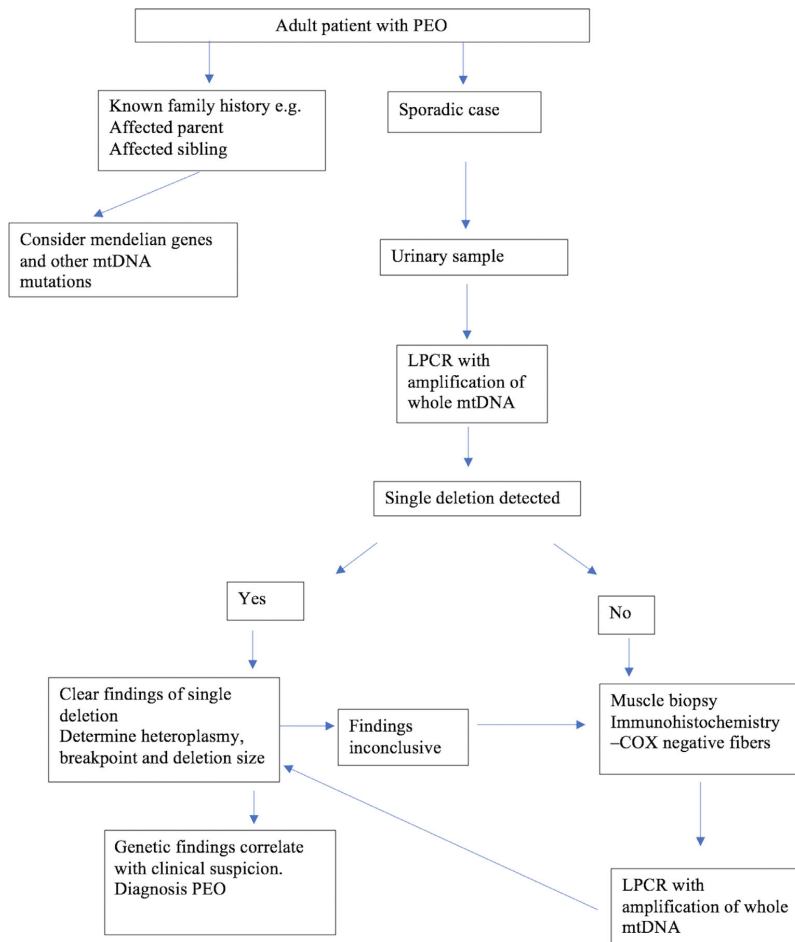 Adult patient with PEO
Known family history e.g.
Affected parent
Affected sibling
Sporadic case
Consider mendelian genes
and other mtDNA
mutations
Urinary sample
LPCR with
amplification of
whole mtDNA
Single deletion detected
Yes
No
Clear findings of single
deletion
Determine heteroplasmy,
breakpoint and deletion size
Findings
inconclusive
Muscle biopsy
Immunohistochemistry
–COX negative fibers
Genetic findings correlate
with clinical suspicion.
Diagnosis PEO
LPCR with
amplification of whole
mtDNA